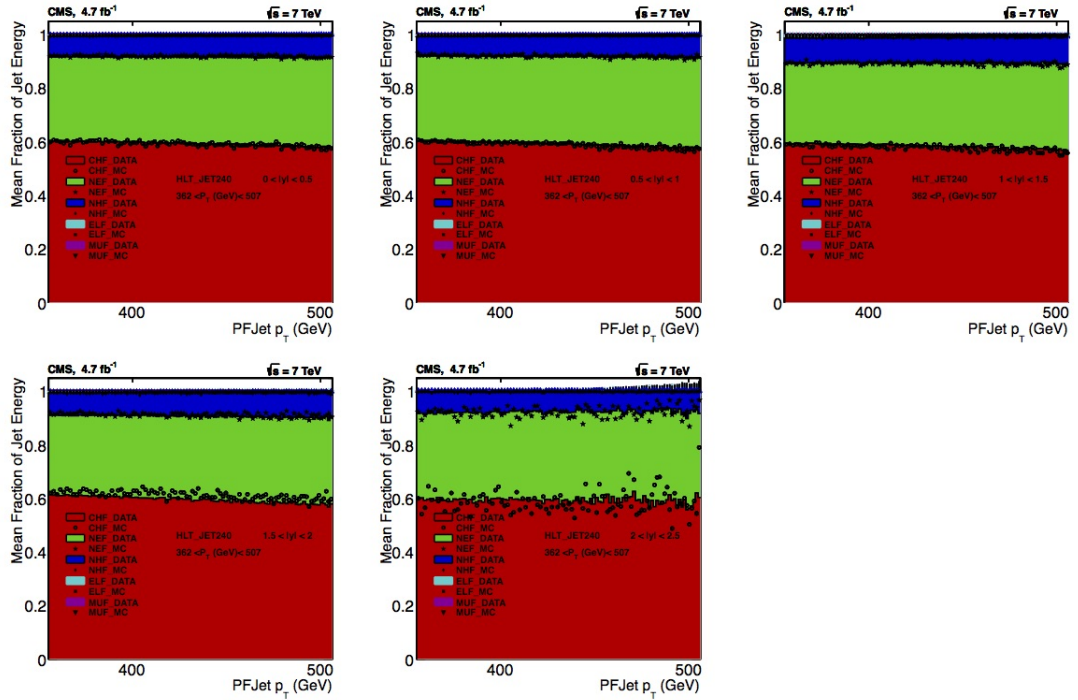 CMS, 4.7 fb⁻¹ √s = 7 TeV
Mean Fraction of Jet Energy
1
0.8
0.6
0.4
0.2
0
CHF_DATA
CHF_MC
NEF_DATA
NEF_MC
NHF_DATA
NHF_MC
ELF_DATA
ELF_MC
MUF_DATA
MUF_MC
HLT_JET240 0 < |y| < 0.5
362 <P_T (GeV)< 507
400 500
PFJet p_T (GeV)
CMS, 4.7 fb⁻¹ √s = 7 TeV
Mean Fraction of Jet Energy
1
0.8
0.6
0.4
0.2
0
CHF_DATA
CHF_MC
NEF_DATA
NEF_MC
NHF_DATA
NHF_MC
ELF_DATA
ELF_MC
MUF_DATA
MUF_MC
HLT_JET240 0.5 < |y| < 1
362 <P_T (GeV)< 507
400 500
PFJet p_T (GeV)
CMS, 4.7 fb⁻¹ √s = 7 TeV
Mean Fraction of Jet Energy
1
0.8
0.6
0.4
0.2
0
CHF_DATA
CHF_MC
NEF_DATA
NEF_MC
NHF_DATA
NHF_MC
ELF_DATA
ELF_MC
MUF_DATA
MUF_MC
HLT_JET240 1 < |y| < 1.5
362 <P_T (GeV)< 507
400 500
PFJet p_T (GeV)
CMS, 4.7 fb⁻¹ √s = 7 TeV
Mean Fraction of Jet Energy
1
0.8
0.6
0.4
0.2
0
CHF_DATA
CHF_MC
NEF_DATA
NEF_MC
NHF_DATA
NHF_MC
ELF_DATA
ELF_MC
MUF_DATA
MUF_MC
HLT_JET240 1.5 < |y| < 2
362 <P_T (GeV)< 507
400 500
PFJet p_T (GeV)
CMS, 4.7 fb⁻¹ √s = 7 TeV
Mean Fraction of Jet Energy
1
0.8
0.6
0.4
0.2
0
CHF_DATA
CHF_MC
NEF_DATA
NEF_MC
NHF_DATA
NHF_MC
ELF_DATA
ELF_MC
MUF_DATA
MUF_MC
HLT_JET240 2 < |y| < 2.5
362 <P_T (GeV)< 507
400 500
PFJet p_T (GeV)